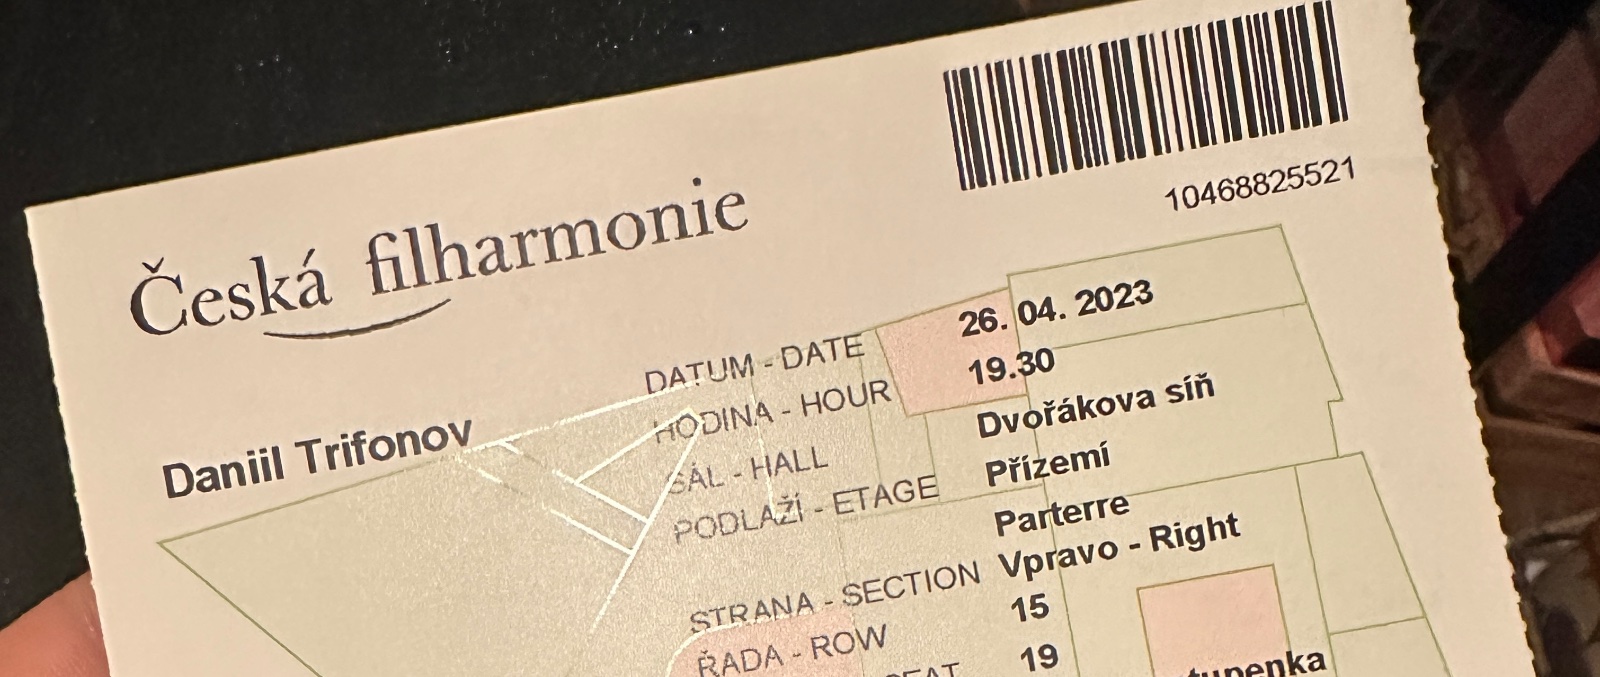 10468825521
Česká filharmonie
DATUM - DATE 26. 04. 2023
HODINA - HOUR 19.30
Daniil Trifonov
SÁL - HALL Dvořákova síň
PODLAŽÍ - ETAGE Přízemí
Parterre
STRANA - SECTION Vpravo - Right
ŘADA - ROW 15
19